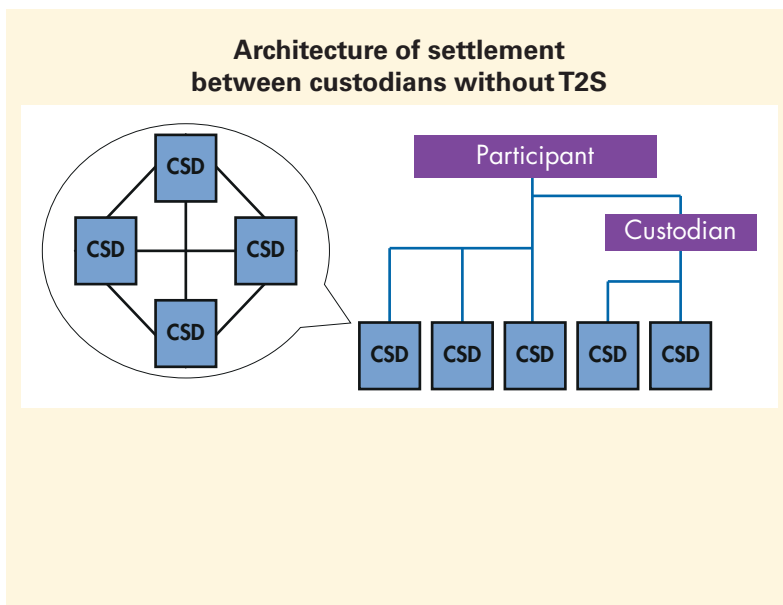 Architecture of settlement
between custodians without T2S
CSD
CSD
CSD
CSD
Participant
Custodian
CSD
CSD
CSD
CSD
CSD